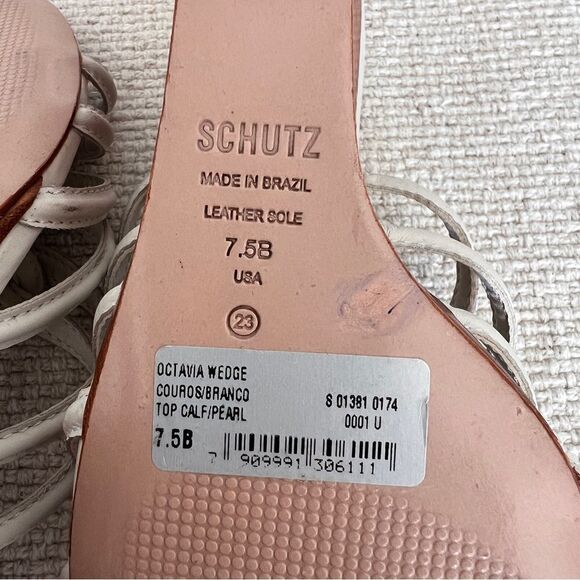 SCHUTZ
MADE IN BRAZIL
LEATHER SOLE
7.5B
USA
23
OCTAVIA WEDGE
COUROS/BRANCO
TOP CALF/PEARL
S 01381 0174
0001 U
7.5B
7 909991 306111